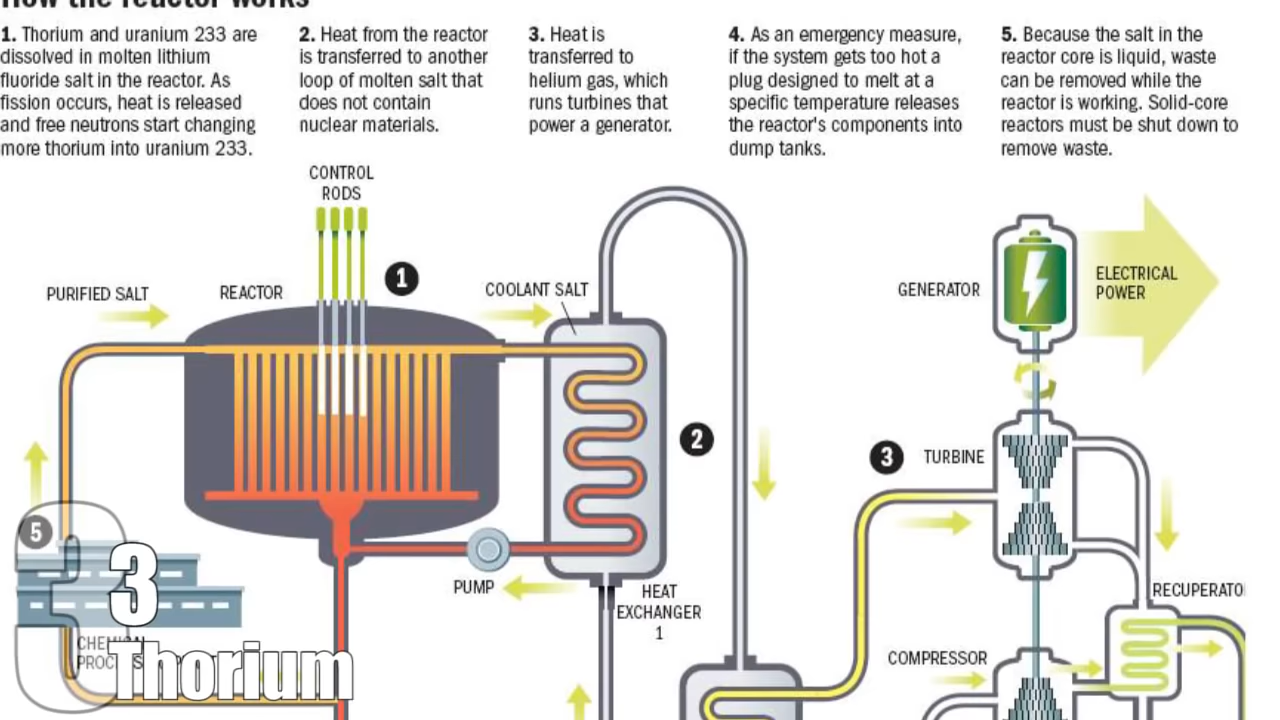 How the reactor works
1. Thorium and uranium 233 are
dissolved in molten lithium
fluoride salt in the reactor. As
fission occurs, heat is released
and free neutrons start changing
more thorium into uranium 233.
2. Heat from the reactor
is transferred to another
loop of molten salt that
does not contain
nuclear materials.
3. Heat is
transferred to
helium gas, which
runs turbines that
power a generator.
4. As an emergency measure,
if the system gets too hot a
plug designed to melt at a
specific temperature releases
the reactor's components into
dump tanks.
5. Because the salt in the
reactor core is liquid, waste
can be removed while the
reactor is working. Solid-core
reactors must be shut down to
remove waste.
CONTROL
RODS
1
PURIFIED SALT
REACTOR
COOLANT SALT
GENERATOR
ELECTRICAL
POWER
2
3
TURBINE
5
PUMP
HEAT
EXCHANGER
1
RECUPERATO
COMPRESSOR
3
Thorium